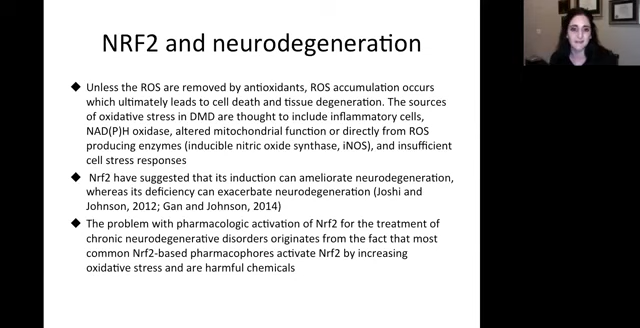 NRF2 and neurodegeneration
◆ Unless the ROS are removed by antioxidants, ROS accumulation occurs
which ultimately leads to cell death and tissue degeneration. The sources
of oxidative stress in DMD are thought to include inflammatory cells,
NAD(P)H oxidase, altered mitochondrial function or directly from ROS
producing enzymes (inducible nitric oxide synthase, iNOS), and insufficient
cell stress responses
◆ Nrf2 have suggested that its induction can ameliorate neurodegeneration,
whereas its deficiency can exacerbate neurodegeneration (Joshi and
Johnson, 2012; Gan and Johnson, 2014)
◆ The problem with pharmacologic activation of Nrf2 for the treatment of
chronic neurodegenerative disorders originates from the fact that most
common Nrf2-based pharmacophores activate Nrf2 by increasing
oxidative stress and are harmful chemicals